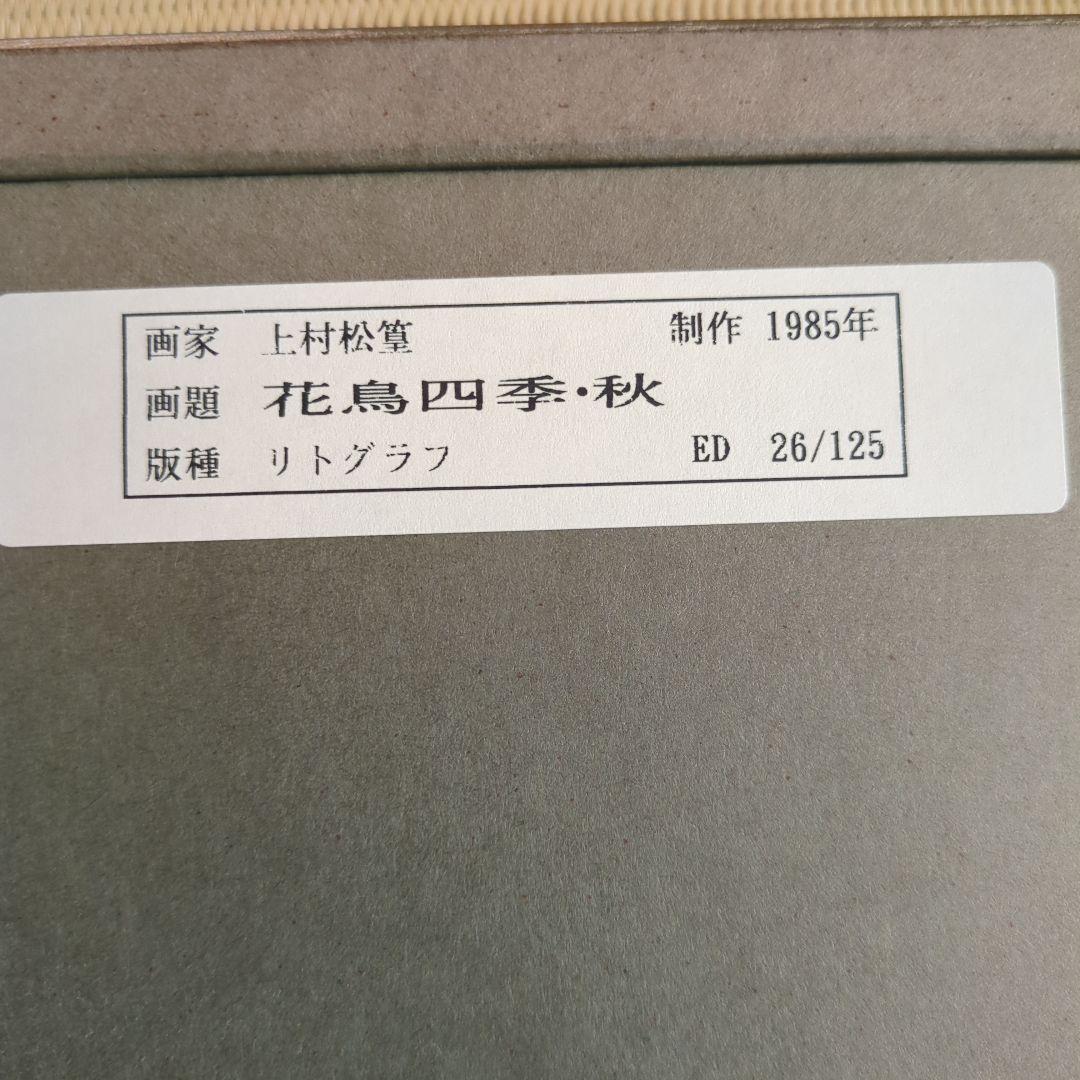 画家 上村松篁 制作 1985年
画題 花鳥四季・秋
版種 リトグラフ ED 26/125